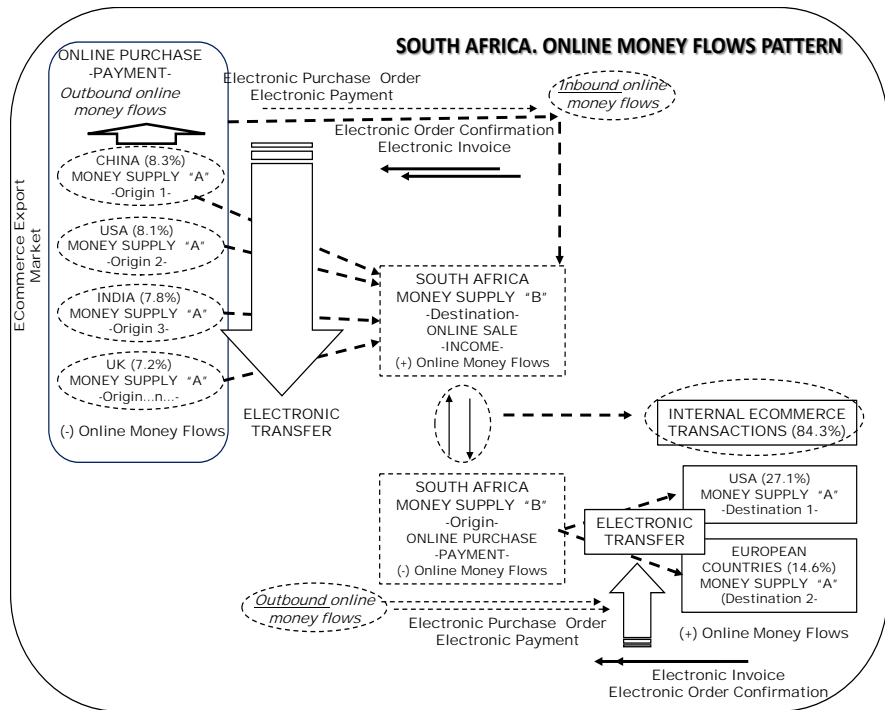 SOUTH AFRICA. ONLINE MONEY FLOWS PATTERN
ECommerce Export
Market
ONLINE PURCHASE
-PAYMENT-
Outbound online
money flows
CHINA (8.3%)
MONEY SUPPLY "A"
-Origin 1-
USA (8.1%)
MONEY SUPPLY "A"
-Origin 2-
INDIA (7.8%)
MONEY SUPPLY "A"
-Origin 3-
UK (7.2%)
MONEY SUPPLY "A"
-Origin...n...-
(-) Online Money Flows
Electronic Purchase Order
Electronic Payment
Inbound online
money flows
Electronic Order Confirmation
Electronic Invoice
ELECTRONIC
TRANSFER
SOUTH AFRICA
MONEY SUPPLY "B"
-Destination-
ONLINE SALE
-INCOME-
(+) Online Money Flows
INTERNAL ECOMMERCE
TRANSACTIONS (84.3%)
SOUTH AFRICA
MONEY SUPPLY "B"
-Origin-
ONLINE PURCHASE
-PAYMENT-
(-) Online Money Flows
ELECTRONIC
TRANSFER
USA (27.1%)
MONEY SUPPLY "A"
-Destination 1-
EUROPEAN
COUNTRIES (14.6%)
MONEY SUPPLY "A"
(Destination 2-
(+) Online Money Flows
Outbound online
money flows
Electronic Purchase Order
Electronic Payment
Electronic Invoice
Electronic Order Confirmation